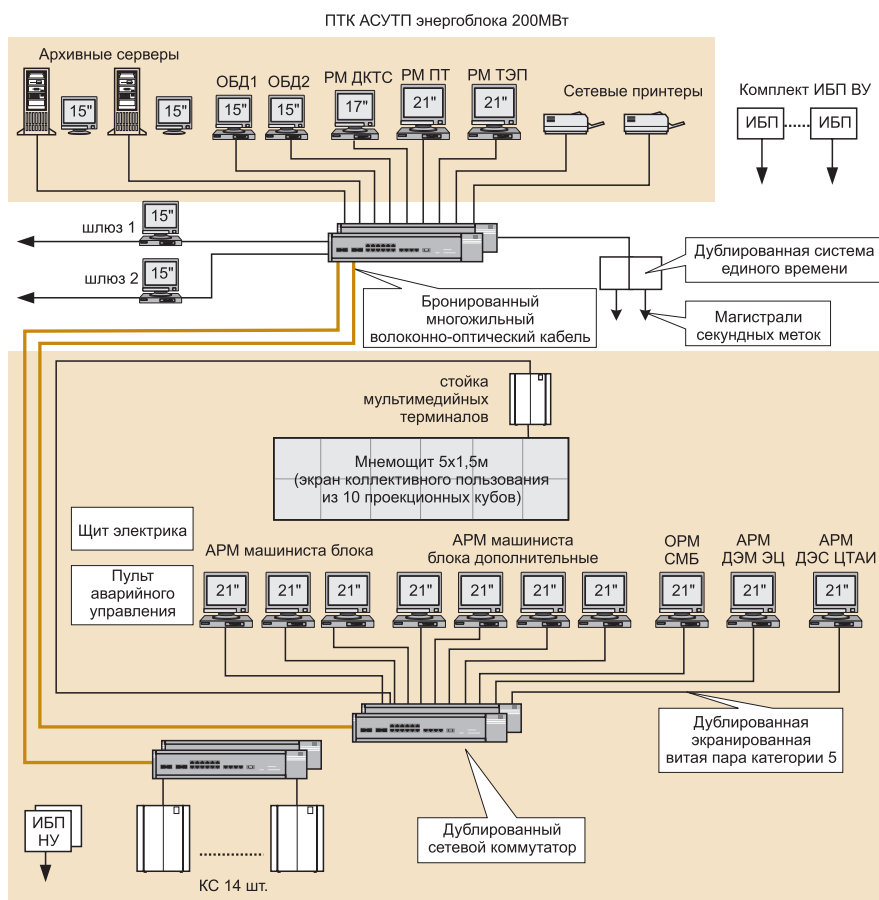 ПТК АСУТП энергоблока 200МВт
Архивные серверы
ОБД1
ОБД2
РМ ДКТС
РМ ПТ
РМ ТЭП
Сетевые принтеры
Комплект ИБП ВУ
15"
15"
15"
15"
17"
21"
21"
ИБП
ИБП
шлюз 1
15"
шлюз 2
15"
Дублированная система
единого времени
Бронированный
многожильный
волоконно-оптический кабель
Магистрали
секундных меток
стойка
мультимедийных
терминалов
Мнемощит 5х1,5м
(экран коллективного пользования
из 10 проекционных кубов)
Щит электрика
Пульт
аварийного
управления
АРМ машиниста блока
АРМ машиниста
блока дополнительные
ОРМ
СМБ
АРМ
ДЭМ ЭЦ
АРМ
ДЭС ЦТАИ
21"
21"
21"
21"
21"
21"
21"
21"
21"
21"
Дублированная
экранированная
витая пара категории 5
Дублированный
сетевой коммутатор
ИБП
НУ
КС 14 шт.